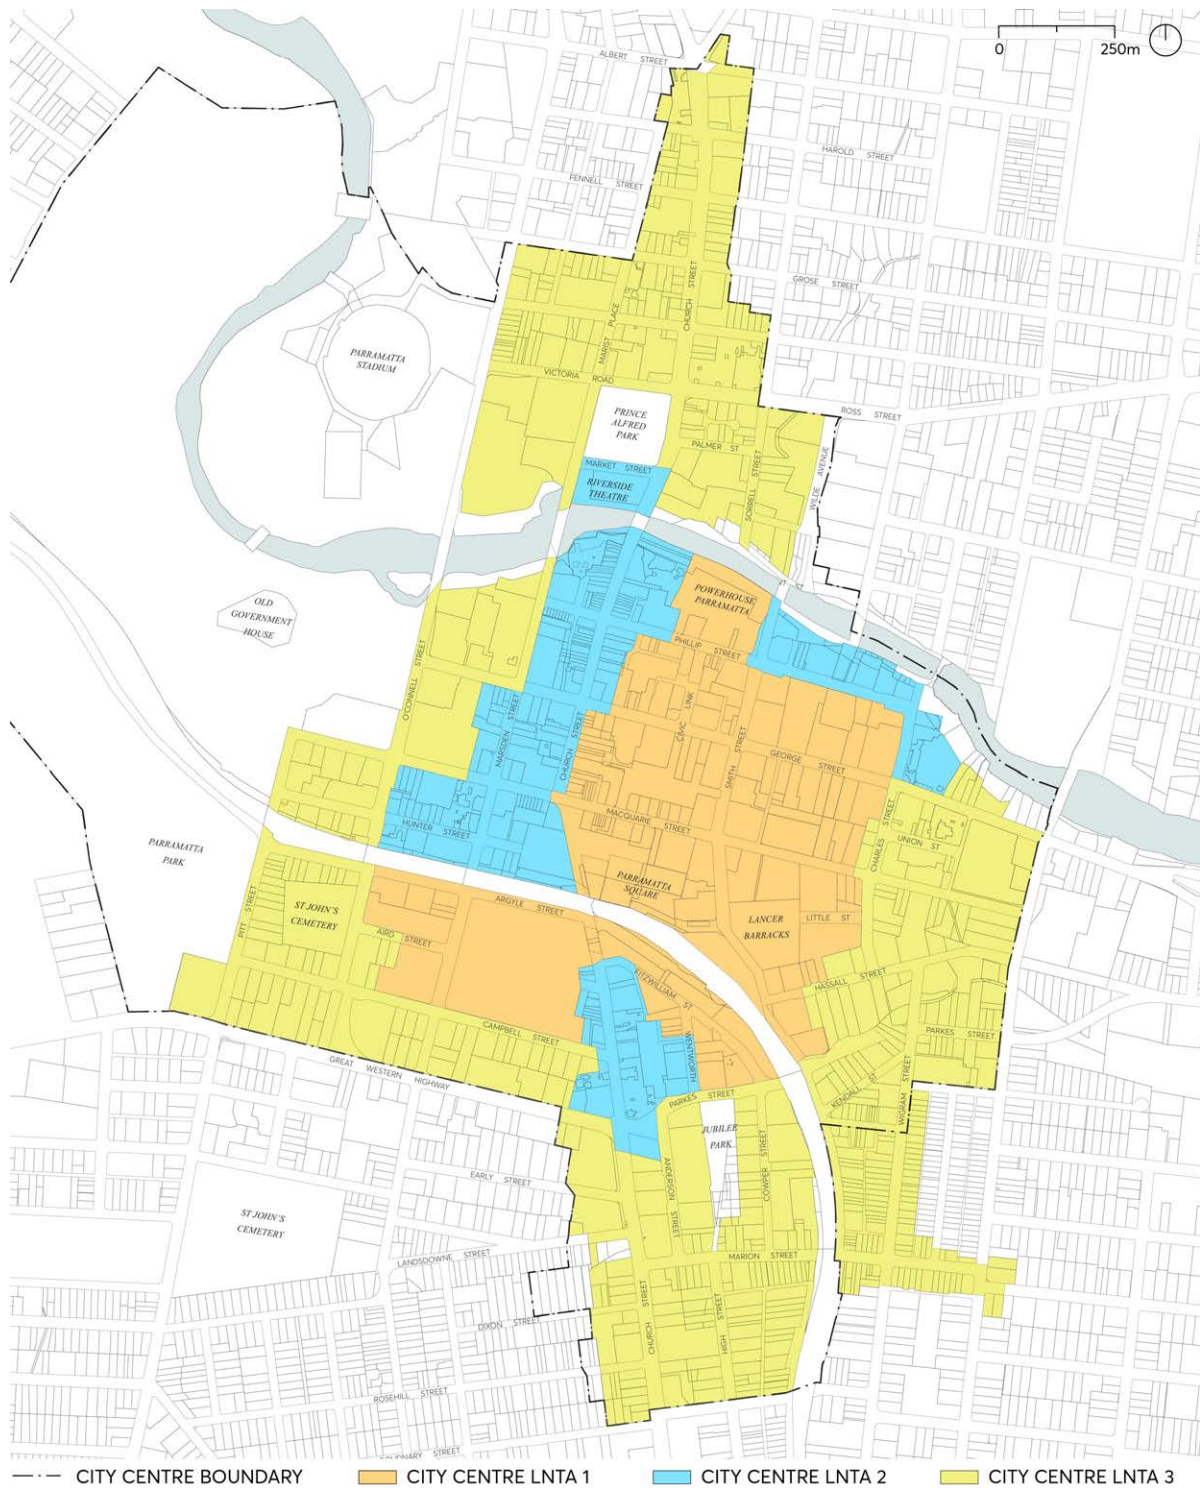 0 250m
ALBERT STREET
HAROLD STREET
FENNELL STREET
GROSE STREET
CHURCH STREET
MARIST PLACE
PARRAMATTA
STADIUM
VICTORIA ROAD
PRINCE
ALFRED
PARK
ROSS STREET
PALMER ST
WILDE AVENUE
SORRELL STREET
MARKET STREET
RIVERSIDE
THEATRE
POWERHOUSE
PARRAMATTA
OLD
GOVERNMENT
HOUSE
PHILLIP STREET
O'CONNELL STREET
MARSDEN STREET
CHURCH STREET
CIVIC LINK
SMITH STREET
GEORGE STREET
MACQUARIE STREET
HUNTER STREET
CHARLES STREET
UNION ST
PARRAMATTA
PARK
PARRAMATTA
SQUARE
PITT STREET
ST JOHN'S
CEMETERY
ARGYLE STREET
AIRD STREET
LANCER
BARRACKS
LITTLE ST
HASSALL STREET
FITZWILLIAM ST
CAMPBELL STREET
WENTWORTH
PARKES STREET
GREAT WESTERN HIGHWAY
PARKES STREET
KENDALL ST
WIGRAM STREET
JUBILEE
PARK
ANDERSON STREET
COWPER STREET
EARLY STREET
ST JOHN'S
CEMETERY
LANDSDOWNE STREET
MARION STREET
CHURCH STREET
HIGH STREET
DIXON STREET
ROSEHILL STREET
STREET
CITY CENTRE BOUNDARY CITY CENTRE LNTA 1 CITY CENTRE LNTA 2 CITY CENTRE LNTA 3